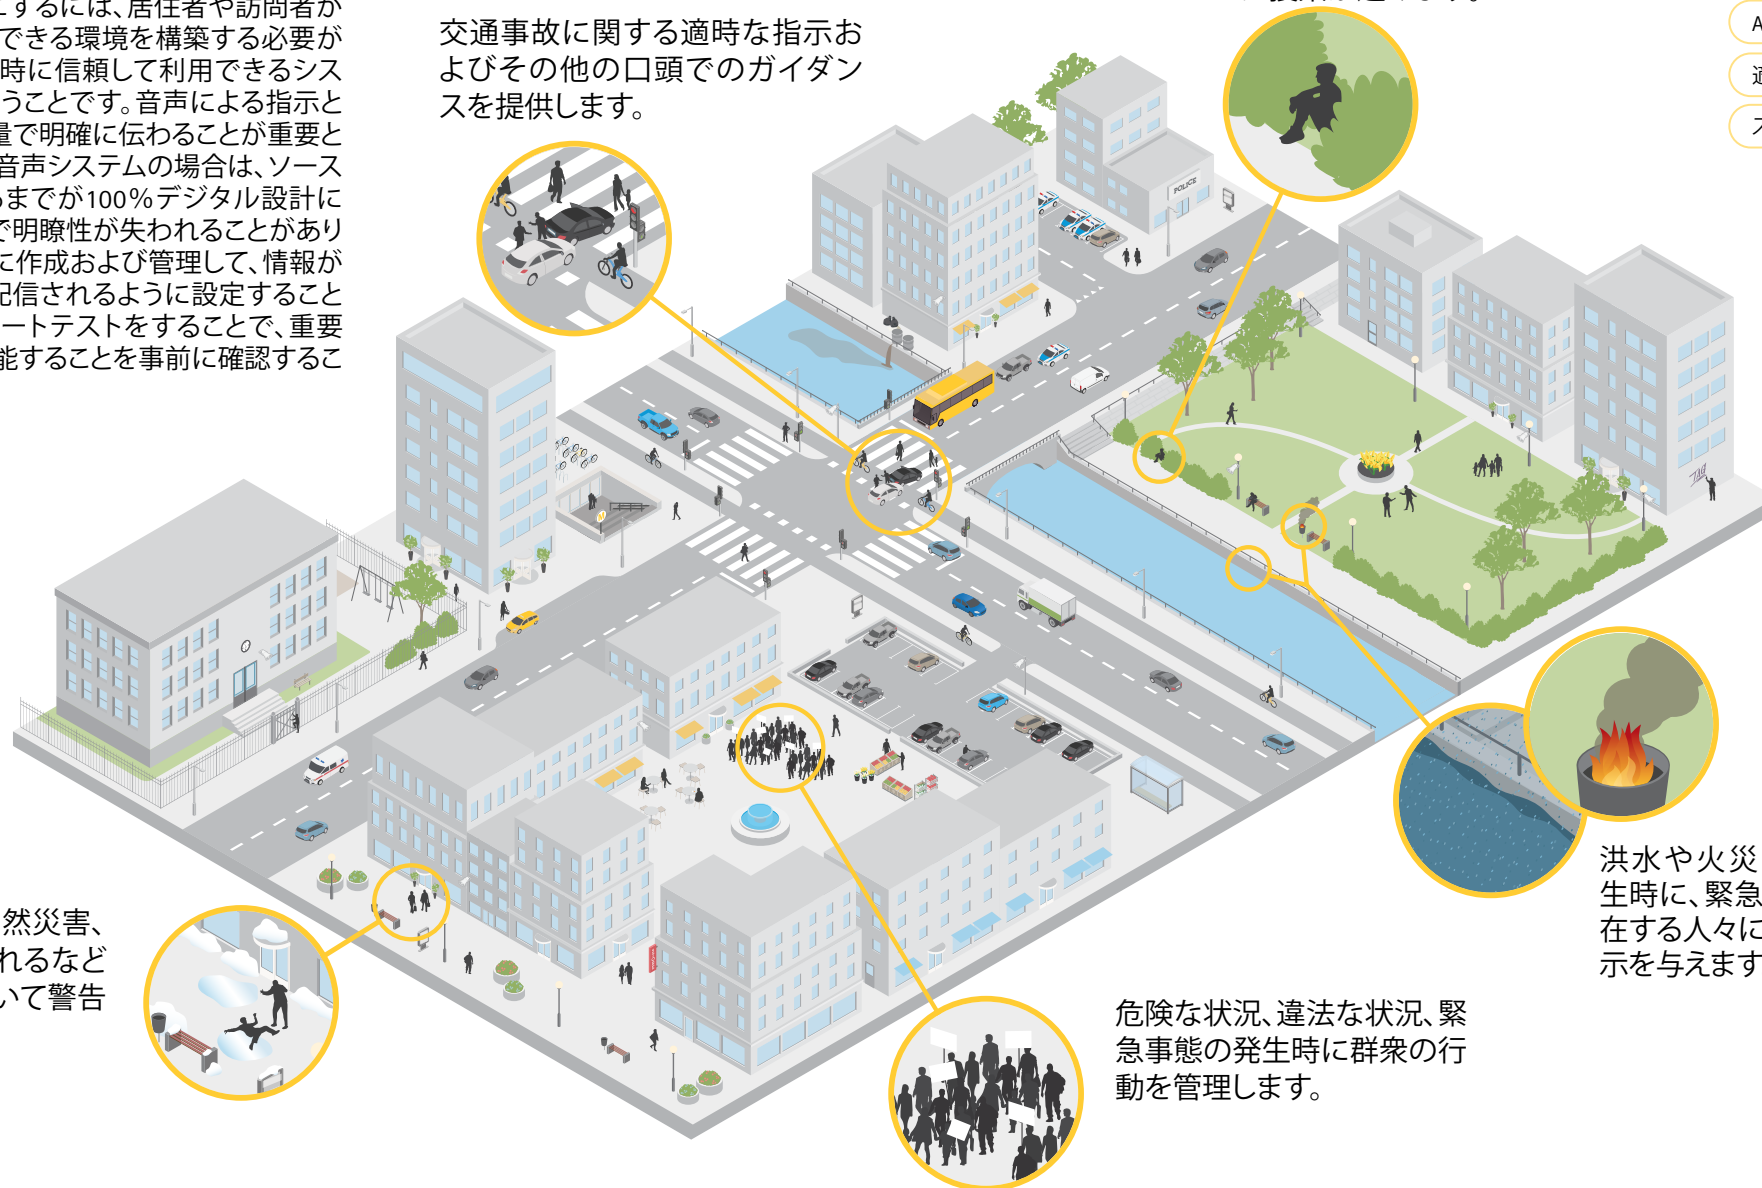 にするには、居住者や訪問者が
できる環境を構築する必要が
時に信頼して利用できるシス
うことです。音声による指示と
量で明確に伝わることが重要と
音声システムの場合は、ソース
るまでが100％デジタル設計に
で明瞭性が失われることがあり
に作成および管理して、情報が
配信されるように設定すること
ートテストをすることで、重要
能することを事前に確認するこ
交通事故に関する適時な指示お
よびその他の口頭でのガイダン
スを提供します。
A
POLICE
TAG
洪水や火災
生時に、緊急
在する人々に
示を与えます
然災害、
れるなど
いて警告
危険な状況、違法な状況、緊
急事態の発生時に群衆の行
動を管理します。